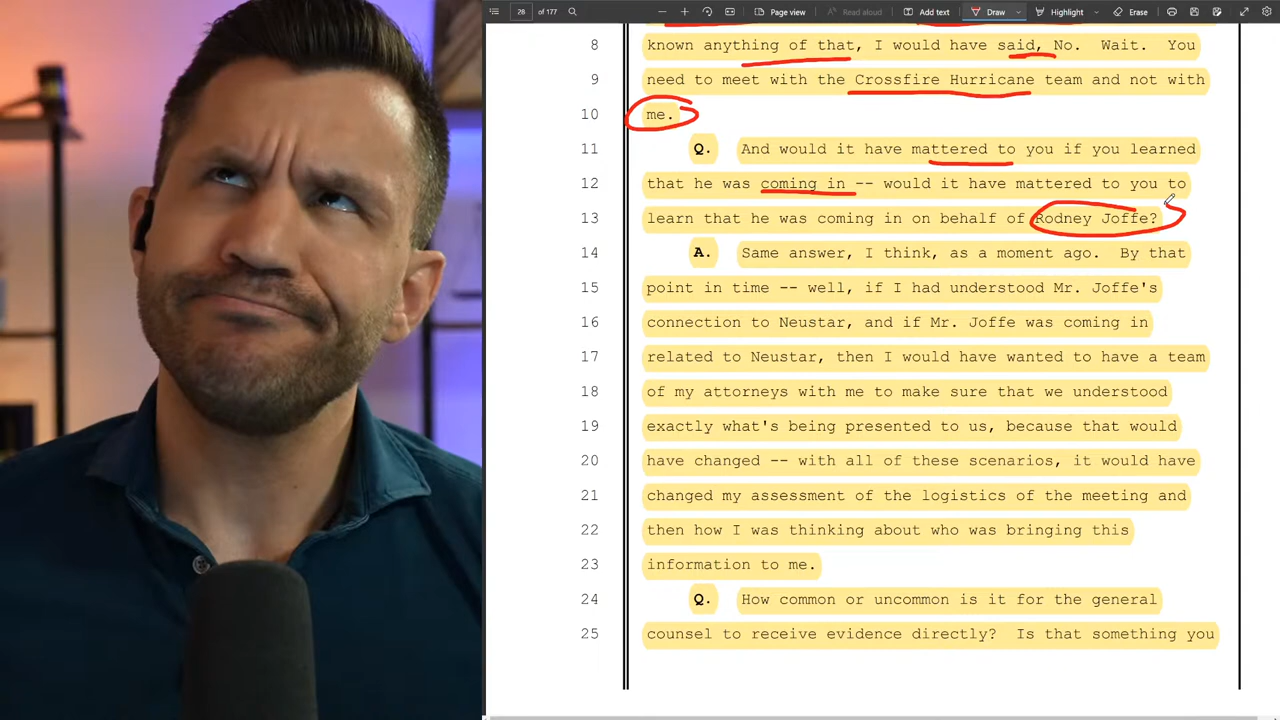 28 of 177
Page view
Read aloud
Add text
Draw
Highlight
Erase
8 known anything of that, I would have said, No. Wait. You
9 need to meet with the Crossfire Hurricane team and not with
10 me.
11 Q. And would it have mattered to you if you learned
12 that he was coming in -- would it have mattered to you to
13 learn that he was coming in on behalf of Rodney Joffe?
14 A. Same answer, I think, as a moment ago. By that
15 point in time -- well, if I had understood Mr. Joffe's
16 connection to Neustar, and if Mr. Joffe was coming in
17 related to Neustar, then I would have wanted to have a team
18 of my attorneys with me to make sure that we understood
19 exactly what's being presented to us, because that would
20 have changed -- with all of these scenarios, it would have
21 changed my assessment of the logistics of the meeting and
22 then how I was thinking about who was bringing this
23 information to me.
24 Q. How common or uncommon is it for the general
25 counsel to receive evidence directly? Is that something you